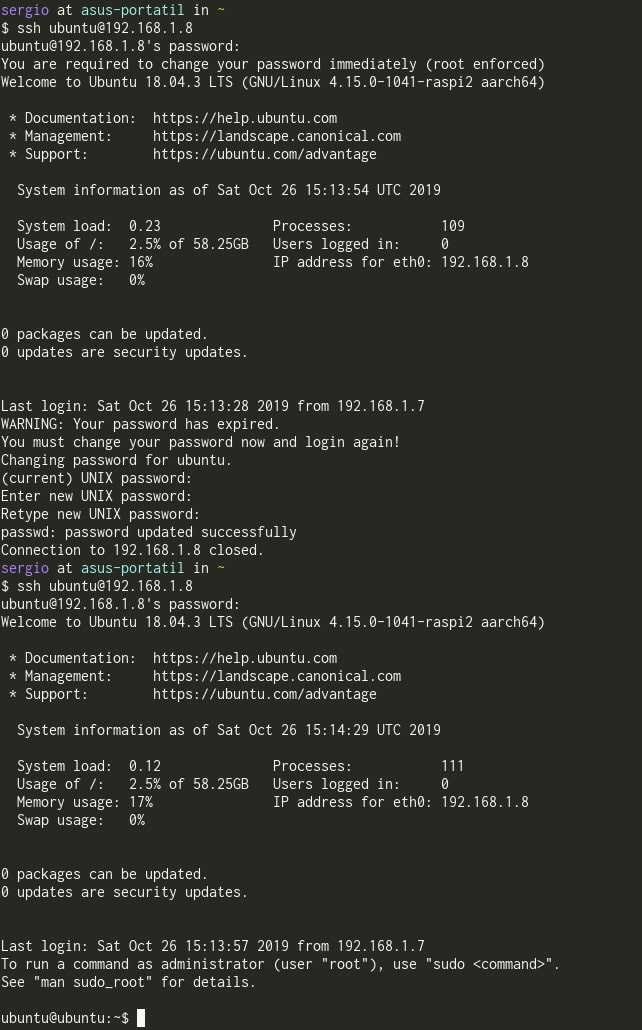 sergio at asus-portatil in ~
$ ssh ubuntu@192.168.1.8
ubuntu@192.168.1.8's password:
You are required to change your password immediately (root enforced)
Welcome to Ubuntu 18.04.3 LTS (GNU/Linux 4.15.0-1041-raspi2 aarch64)

 * Documentation:  https://help.ubuntu.com
 * Management:     https://landscape.canonical.com
 * Support:        https://ubuntu.com/advantage

  System information as of Sat Oct 26 15:13:54 UTC 2019

  System load:  0.23              Processes:           109
  Usage of /:   2.5% of 58.25GB   Users logged in:     0
  Memory usage: 16%               IP address for eth0: 192.168.1.8
  Swap usage:   0%

0 packages can be updated.
0 updates are security updates.

Last login: Sat Oct 26 15:13:28 2019 from 192.168.1.7
WARNING: Your password has expired.
You must change your password now and login again!
Changing password for ubuntu.
(current) UNIX password:
Enter new UNIX password:
Retype new UNIX password:
passwd: password updated successfully
Connection to 192.168.1.8 closed.
sergio at asus-portatil in ~
$ ssh ubuntu@192.168.1.8
ubuntu@192.168.1.8's password:
Welcome to Ubuntu 18.04.3 LTS (GNU/Linux 4.15.0-1041-raspi2 aarch64)

 * Documentation:  https://help.ubuntu.com
 * Management:     https://landscape.canonical.com
 * Support:        https://ubuntu.com/advantage

  System information as of Sat Oct 26 15:14:29 UTC 2019

  System load:  0.12              Processes:           111
  Usage of /:   2.5% of 58.25GB   Users logged in:     0
  Memory usage: 17%               IP address for eth0: 192.168.1.8
  Swap usage:   0%

0 packages can be updated.
0 updates are security updates.

Last login: Sat Oct 26 15:13:57 2019 from 192.168.1.7
To run a command as administrator (user "root"), use "sudo <command>".
See "man sudo_root" for details.

ubuntu@ubuntu:~$